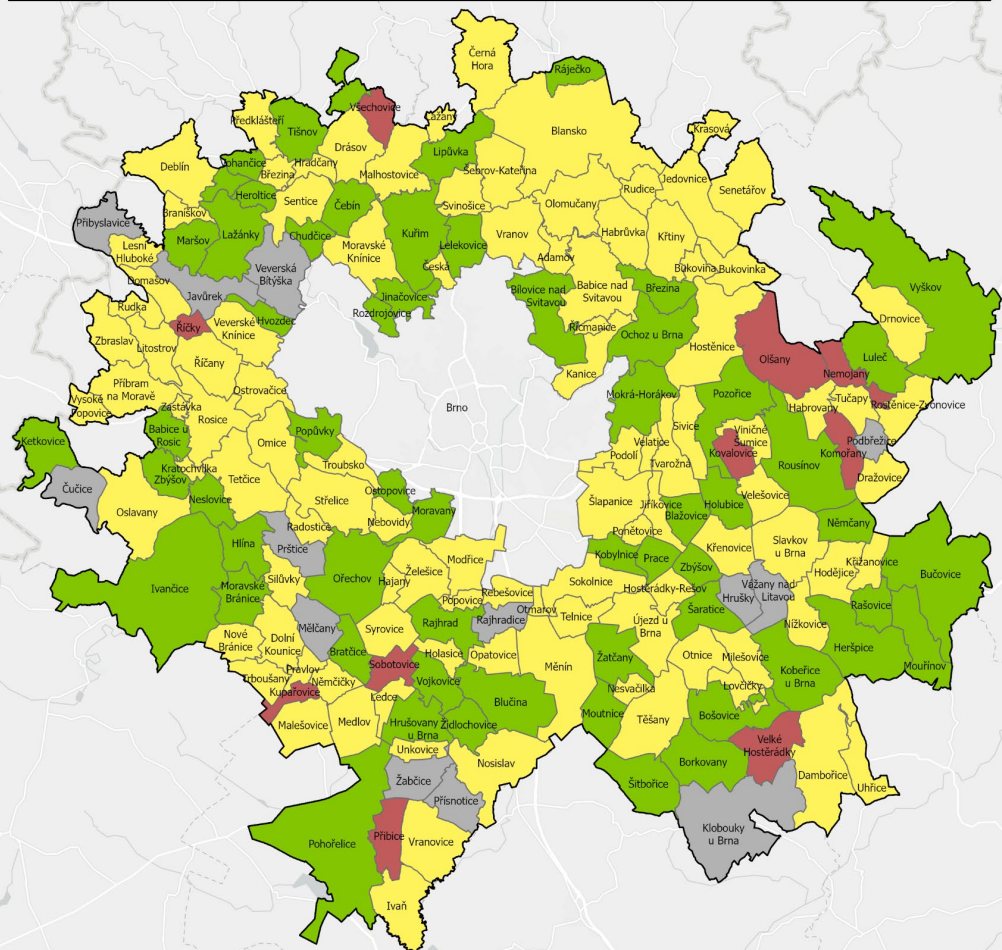 Černá
Hora
Ráječko
Všechovice
Lažany
Předklášteří
Tišnov
Blansko
Krasová
Drásov
Lipůvka
Deblín
Hradčany
Březina
Malhostovice
Šebrov-Kateřina
Jedovnice
Rudice
Senetářov
Heroltice
Sentice
Čebín
Svinošice
Olomučany
Braníškov
Přibyslavice
Maršov
Lažánky
Chudčice
Kuřim
Lelekovice
Vranov
Habrůvka
Křtiny
Lesní
Hluboké
Moravské
Knínice
Adamov
Domašov
Veverská
Bítýška
Česká
Bukovina
Bukovinka
Javůrek
Jinačovice
Rozdrojovice
Bílovice nad
Svitavou
Babice nad
Svitavou
Březina
Vyškov
Rudka
Říčky
Veverské
Knínice
Hvozdec
Řícmanice
Ochoz u Brna
Drnovice
Zbraslav
Litostrov
Hostěnice
Olšany
Luleč
Říčany
Kanice
Nemojany
Příbram
na Moravě
Ostrovačice
Mokrá-Horákov
Pozořice
Tučapy
Vysoké
Popovice
Zastávka
Rosice
Brno
Habrovany
Rostěnice-Zvonovice
Babice u
Rosic
Popůvky
Sivice
Viničné
Šumice
Ketkovice
Omice
Velatice
Kovalovice
Komořany
Podbřežice
Kratochvilka
Zbýšov
Troubsko
Podolí
Tvarožná
Rousínov
Dražovice
Čučice
Tetčice
Neslovice
Střelice
Ostopovice
Šlapanice
Jiříkovice
Velešovice
Oslavany
Moravany
Blažovice
Holubice
Radostice
Nebovidy
Ponětovice
Němčany
Hlína
Prštice
Modřice
Kobylnice
Prace
Křenovice
Slavkov
u Brna
Křižanovice
Ivančice
Silůvky
Ořechov
Želešice
Hajany
Zbýšov
Hodějice
Bučovice
Moravské
Bránice
Popovice
Rebešovice
Sokolnice
Hostěrádky-Rešov
Vážany nad
Litavou
Hrušky
Rašovice
Otmarov
Telnice
Šaratice
Mělčany
Syrovice
Rajhrad
Rajhradice
Újezd u
Brna
Nížkovice
Nové
Bránice
Dolní
Kounice
Bratčice
Holasice
Opatovice
Měnín
Žatčany
Otnice
Milešovice
Heršpice
Mouřínov
Pravlov
Sobotovice
Kobeřice
u Brna
Trboušany
Němčičky
Vojkovice
Nesvačilka
Lovčičky
Kupařovice
Ledce
Blučina
Malešovice
Medlov
Hrušovany
u Brna
Židlochovice
Moutnice
Těšany
Bošovice
Unkovice
Velké
Hostěrádky
Nosislav
Borkovany
Žabčice
Šitbořice
Dambořice
Uhřice
Přísnotice
Klobouky
u Brna
Pohořelice
Přibice
Vranovice
Ivaň